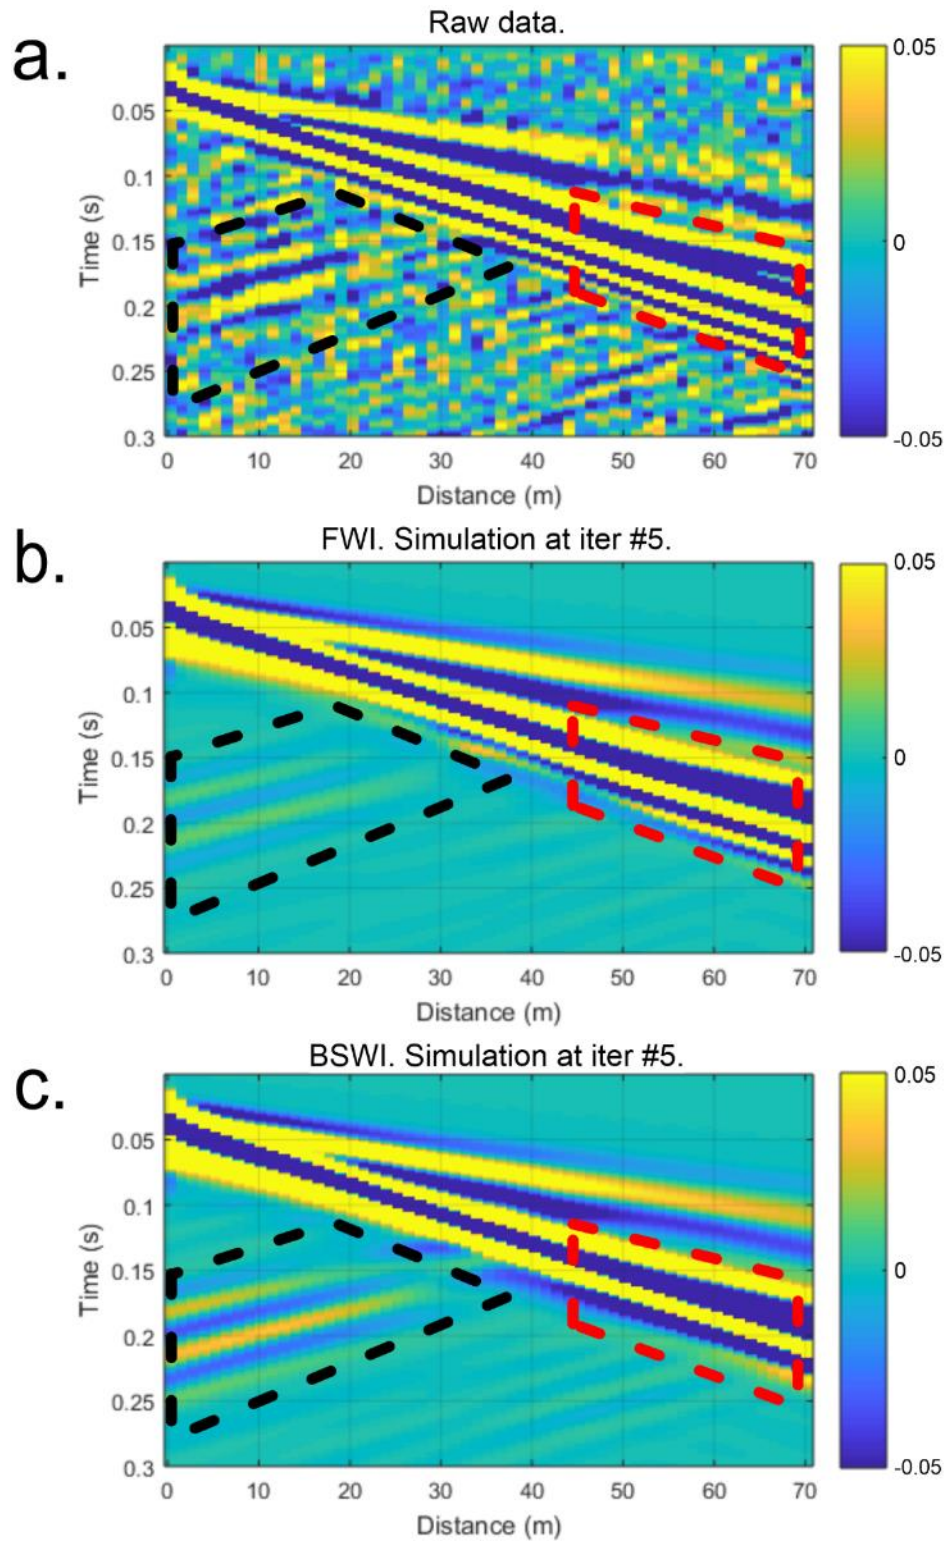 a.
Raw data.
0.05
0.1
0.15
0.2
0.25
0.3
Time (s)
0 10 20 30 40 50 60 70
Distance (m)
0.05
0
-0.05
b.
FWI. Simulation at iter #5.
0.05
0.1
0.15
0.2
0.25
0.3
Time (s)
0 10 20 30 40 50 60 70
Distance (m)
0.05
0
-0.05
c.
BSWI. Simulation at iter #5.
0.05
0.1
0.15
0.2
0.25
0.3
Time (s)
0 10 20 30 40 50 60 70
Distance (m)
0.05
0
-0.05